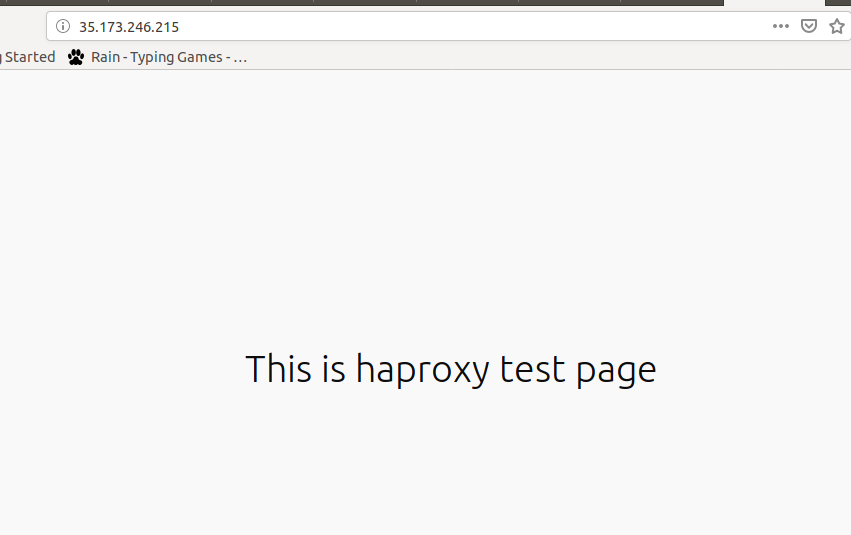 35.173.246.215
Started
Rain - Typing Games - …
This is haproxy test page